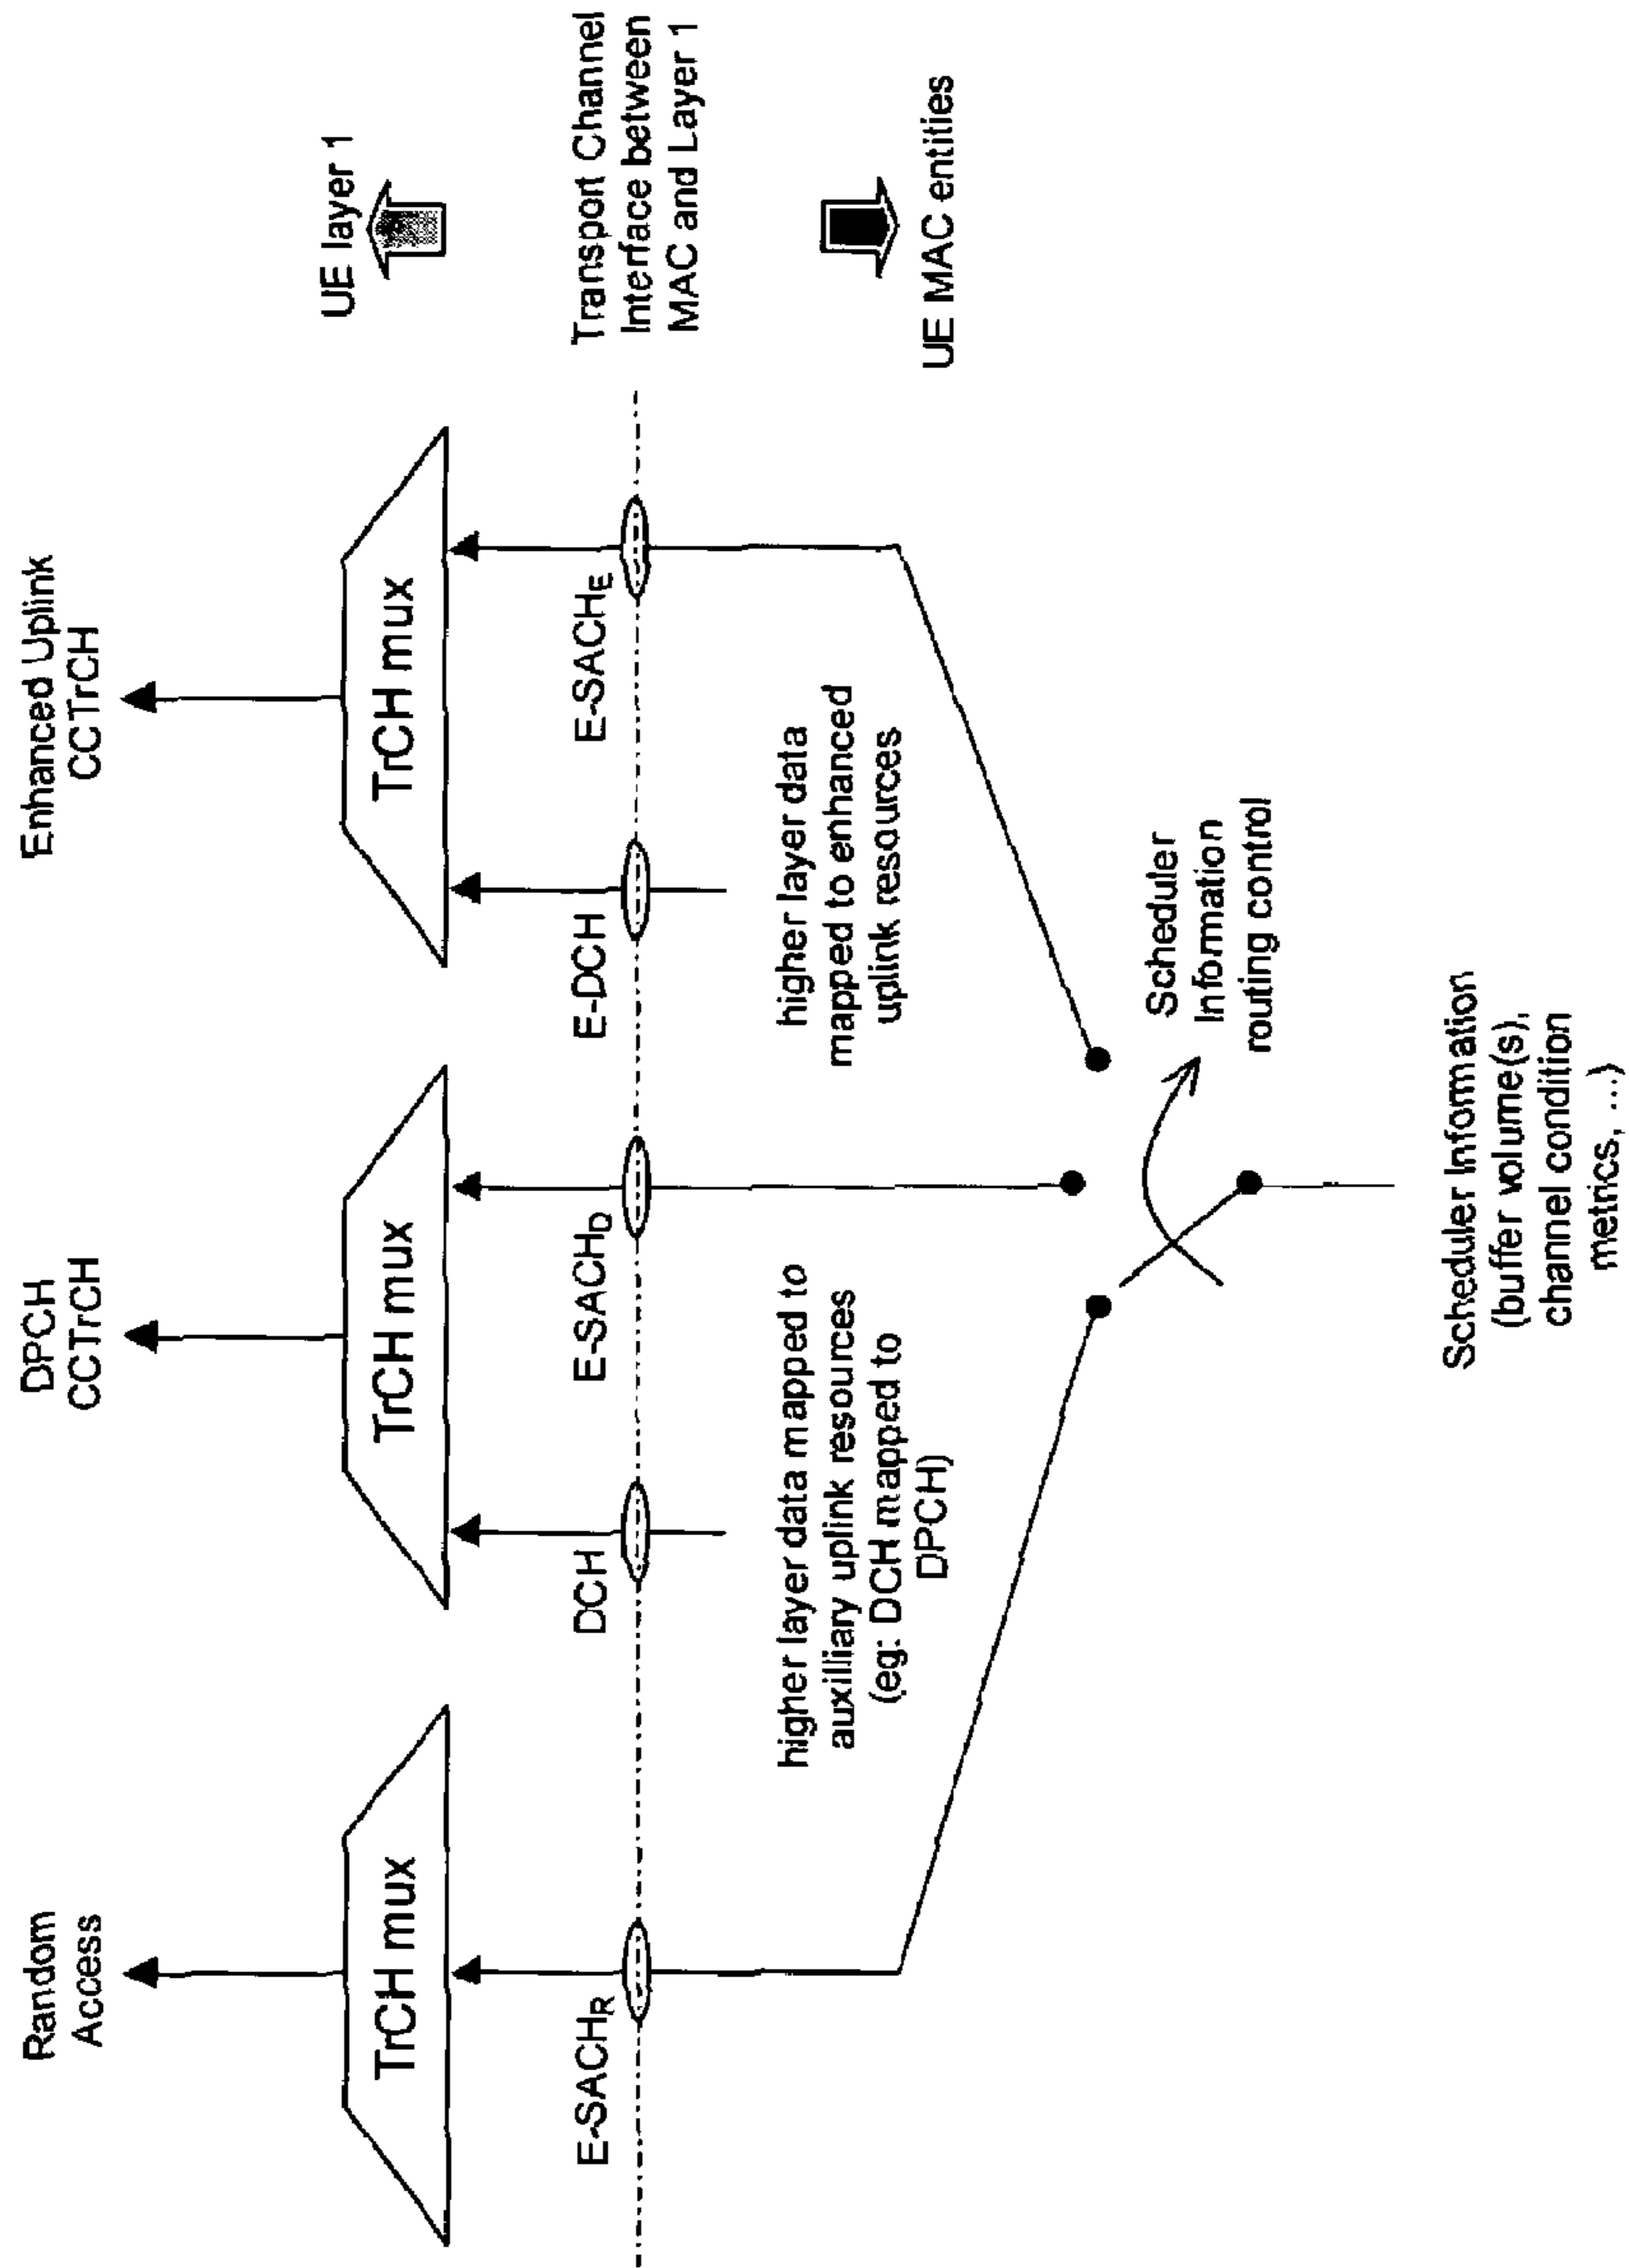 Random
Access
DPCH
CCTrCH
Enhanced Uplink
CCTrCH
UE layer 1
TrCH mux
TrCH mux
TrCH mux
E-SACHR
DCH
E-SACHD
E-DCH
E-SACHE
Transport Channel
Interface between
MAC and Layer 1
higher layer data mapped to
auxilliary uplink resources
(eg: DCH mapped to
DPCH)
higher layer data
mapped to enhanced
uplink resources
UE MAC entities
Scheduler
Information
routing control
Scheduler Information
(buffer volume(s),
channel condition
metrics, ...)